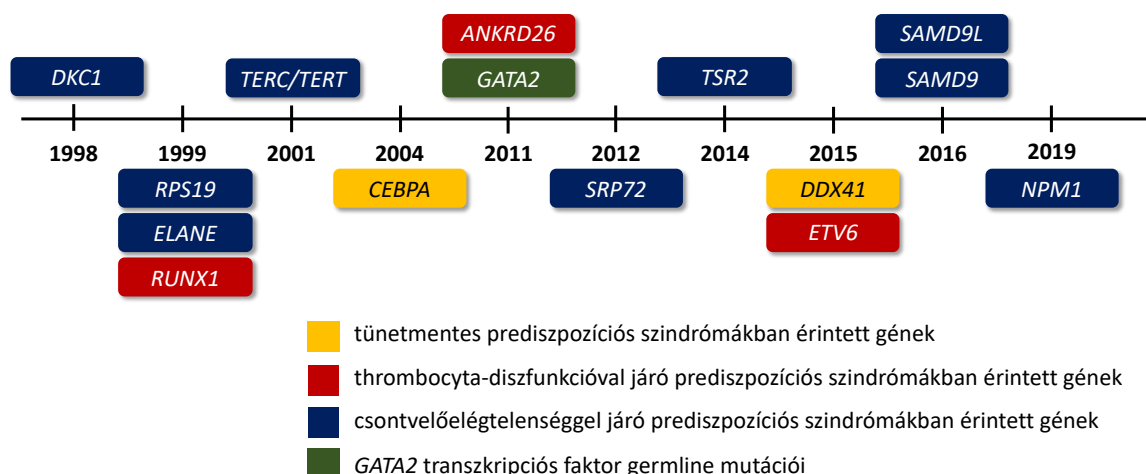 ANKRD26
SAMD9L
DKC1
TERC/TERT
GATA2
TSR2
SAMD9
1998 1999 2001 2004 2011 2012 2014 2015 2016 2019
RPS19
CEBPA
SRP72
DDX41
NPM1
ELANE
ETV6
RUNX1
tünetmentes prediszpozíciós szindrómákban érintett gének
thrombocyta-diszfunkcióval járó prediszpozíciós szindrómákban érintett gének
csontvelőelégtelenséggel járó prediszpozíciós szindrómákban érintett gének
GATA2 transzkripciós faktor germline mutációi